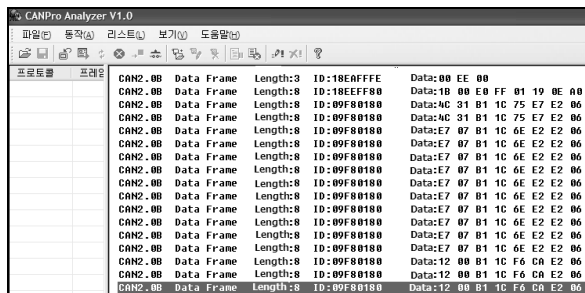 CANPro Analyzer V1.0
파일(F) 동작(A) 리스트(L) 보기(V) 도움말(H)
프로토콜 프레임
CAN2.0B Data Frame Length:3 ID:18EAFFFE Data:00 EE 00
CAN2.0B Data Frame Length:8 ID:18EEFF80 Data:1B 00 E0 FF 01 19 0E A0
CAN2.0B Data Frame Length:8 ID:09F80180 Data:4C 31 B1 1C 75 E7 E2 06
CAN2.0B Data Frame Length:8 ID:09F80180 Data:4C 31 B1 1C 75 E7 E2 06
CAN2.0B Data Frame Length:8 ID:09F80180 Data:E7 07 B1 1C 6E E2 E2 06
CAN2.0B Data Frame Length:8 ID:09F80180 Data:E7 07 B1 1C 6E E2 E2 06
CAN2.0B Data Frame Length:8 ID:09F80180 Data:E7 07 B1 1C 6E E2 E2 06
CAN2.0B Data Frame Length:8 ID:09F80180 Data:E7 07 B1 1C 6E E2 E2 06
CAN2.0B Data Frame Length:8 ID:09F80180 Data:E7 07 B1 1C 6E E2 E2 06
CAN2.0B Data Frame Length:8 ID:09F80180 Data:E7 07 B1 1C 6E E2 E2 06
CAN2.0B Data Frame Length:8 ID:09F80180 Data:E7 07 B1 1C 6E E2 E2 06
CAN2.0B Data Frame Length:8 ID:09F80180 Data:E7 07 B1 1C 6E E2 E2 06
CAN2.0B Data Frame Length:8 ID:09F80180 Data:E7 07 B1 1C 6E E2 E2 06
CAN2.0B Data Frame Length:8 ID:09F80180 Data:E7 07 B1 1C 6E E2 E2 06
CAN2.0B Data Frame Length:8 ID:09F80180 Data:12 00 B1 1C F6 CA E2 06
CAN2.0B Data Frame Length:8 ID:09F80180 Data:12 00 B1 1C F6 CA E2 06
CAN2.0B Data Frame Length:8 ID:09F80180 Data:12 00 B1 1C F6 CA E2 06